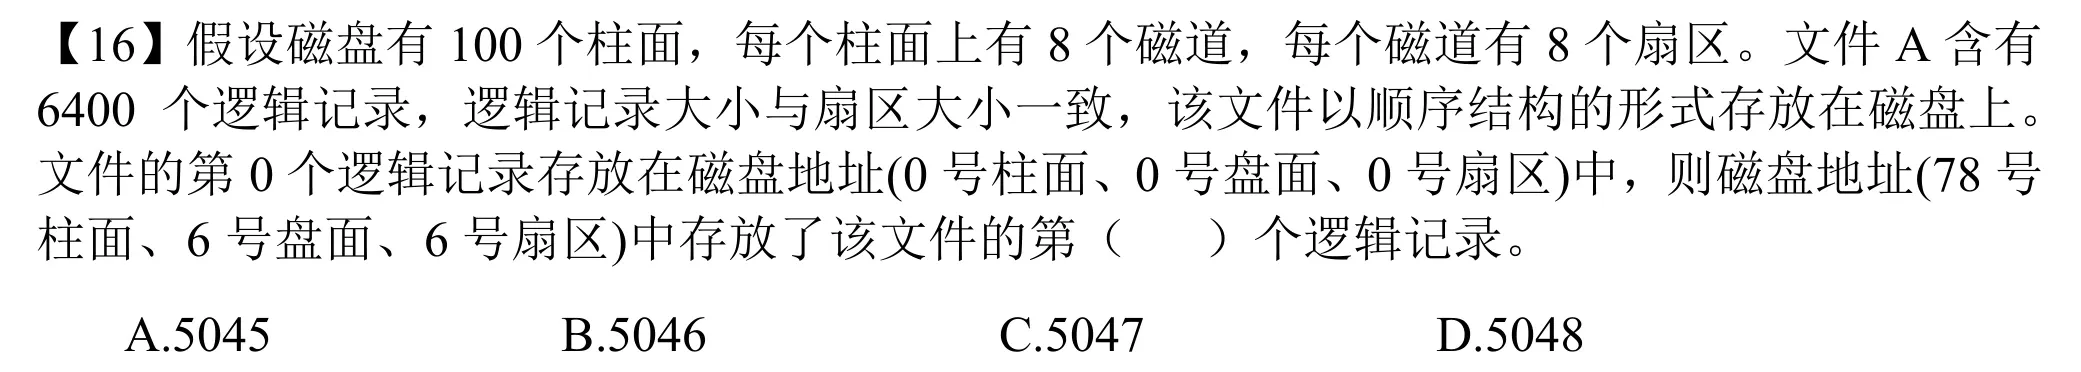 【16】假设磁盘有 100 个柱面，每个柱面上有 8 个磁道，每个磁道有 8 个扇区。文件 A 含有
6400 个逻辑记录，逻辑记录大小与扇区大小一致，该文件以顺序结构的形式存放在磁盘上。
文件的第 0 个逻辑记录存放在磁盘地址(0 号柱面、0 号盘面、0 号扇区)中，则磁盘地址(78 号
柱面、6 号盘面、6 号扇区)中存放了该文件的第（ ）个逻辑记录。
A.5045 B.5046 C.5047 D.5048